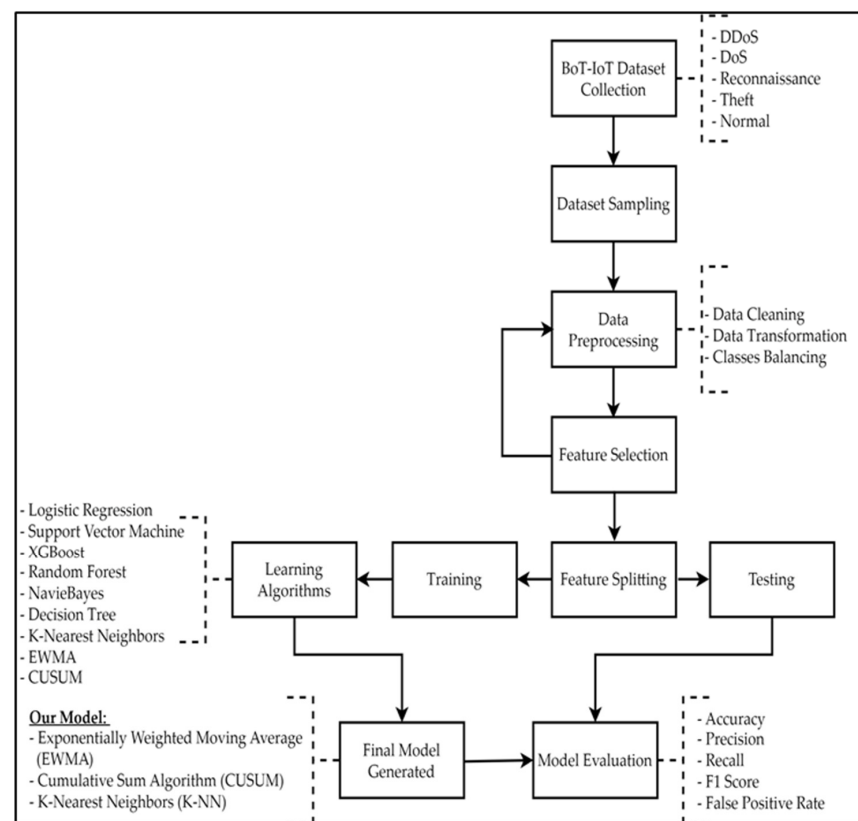 BoT-IoT Dataset
Collection
- DDoS
- DoS
- Reconnaissance
- Theft
- Normal
Dataset Sampling
Data
Preprocessing
- Data Cleaning
- Data Transformation
- Classes Balancing
Feature Selection
- Logistic Regression
- Support Vector Machine
- XGBoost
- Random Forest
- NavieBayes
- Decision Tree
- K-Nearest Neighbors
- EWMA
- CUSUM
Learning
Algorithms
Training
Feature Splitting
Testing
Our Model:
- Exponentially Weighted Moving Average
(EWMA)
- Cumulative Sum Algorithm (CUSUM)
- K-Nearest Neighbors (K-NN)
Final Model
Generated
Model Evaluation
- Accuracy
- Precision
- Recall
- F1 Score
- False Positive Rate